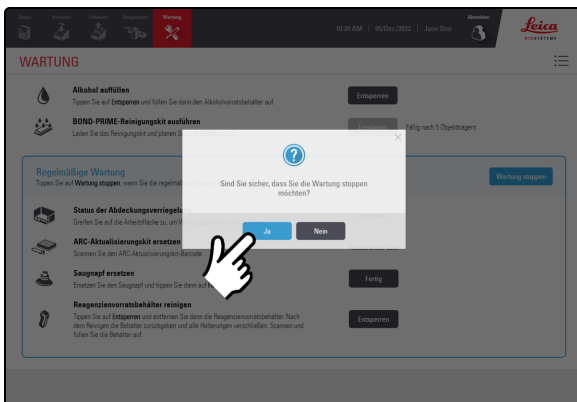 Status
Vorladen
Entladen
Reagenzien
Wartung
10:20 AM | 05/Dez/2022 | Jane Doe
Abmelden
Leica
BIOSYSTEMS
WARTUNG
Alkohol auffüllen
Tippen Sie auf Entsperren und füllen Sie dann den Alkoholvorratsbehälter auf.
Entsperren
BOND-PRIME-Reinigungskit ausführen
Laden Sie das Reinigungskit und planen S
Fällig nach 5 Objektträgern
Regelmäßige Wartung
Tippen Sie auf Wartung stoppen, wenn Sie die regelmäß
Wartung stoppen
Sind Sie sicher, dass Sie die Wartung stoppen
möchten?
Ja
Nein
Status der Abdeckungsverriegelu
Greifen Sie auf die Arbeitsfläche zu, um W
ARC-Aktualisierungskit ersetzen
Scannen Sie den ARC-Aktualisierungskit-Barcode.
Saugnapf ersetzen
Ersetzen Sie den Saugnapf und tippen Sie dann auf F
Fertig
Reagenzienvorratsbehälter reinigen
Tippen Sie auf Entsperren und entfernen Sie dann die Reagenzienvorratsbehälter. Nach
dem Reinigen die Behälter zurückgeben und alle Halterungen verschließen. Scannen und
füllen Sie die Behälter auf.
Entsperren